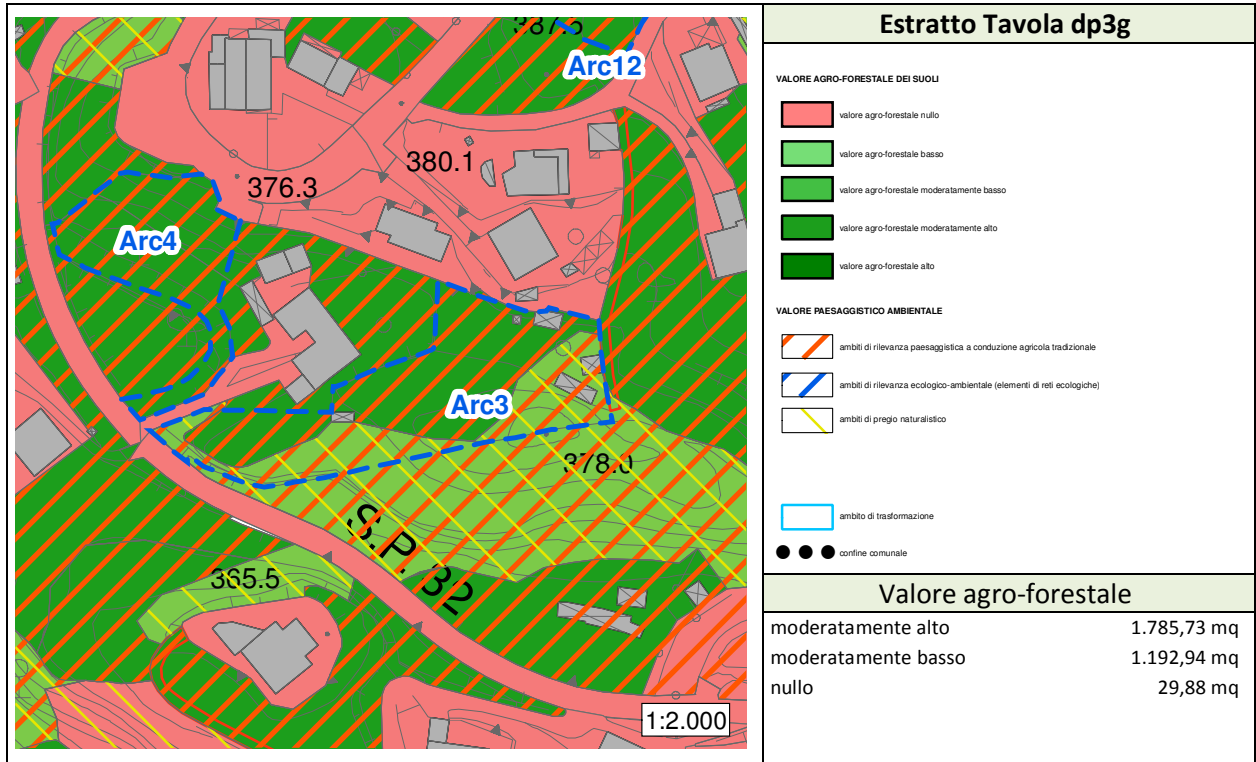 387.5
Arc12
380.1
376.3
Arc4
Arc3
378.0
S.P. 32
365.5
1:2.000
Estratto Tavola dp3g
VALORE AGRO-FORESTALE DEI SUOLI
valore agro-forestale nullo
valore agro-forestale basso
valore agro-forestale moderatamente basso
valore agro-forestale moderatamente alto
valore agro-forestale alto
VALORE PAESAGGISTICO AMBIENTALE
ambiti di rilevanza paesaggistica a conduzione agricola tradizionale
ambiti di rilevanza ecologico-ambientale (elementi di reti ecologiche)
ambiti di pregio naturalistico
ambito di trasformazione
confine comunale
Valore agro-forestale
moderatamente alto 1.785,73 mq
moderatamente basso 1.192,94 mq
nullo 29,88 mq